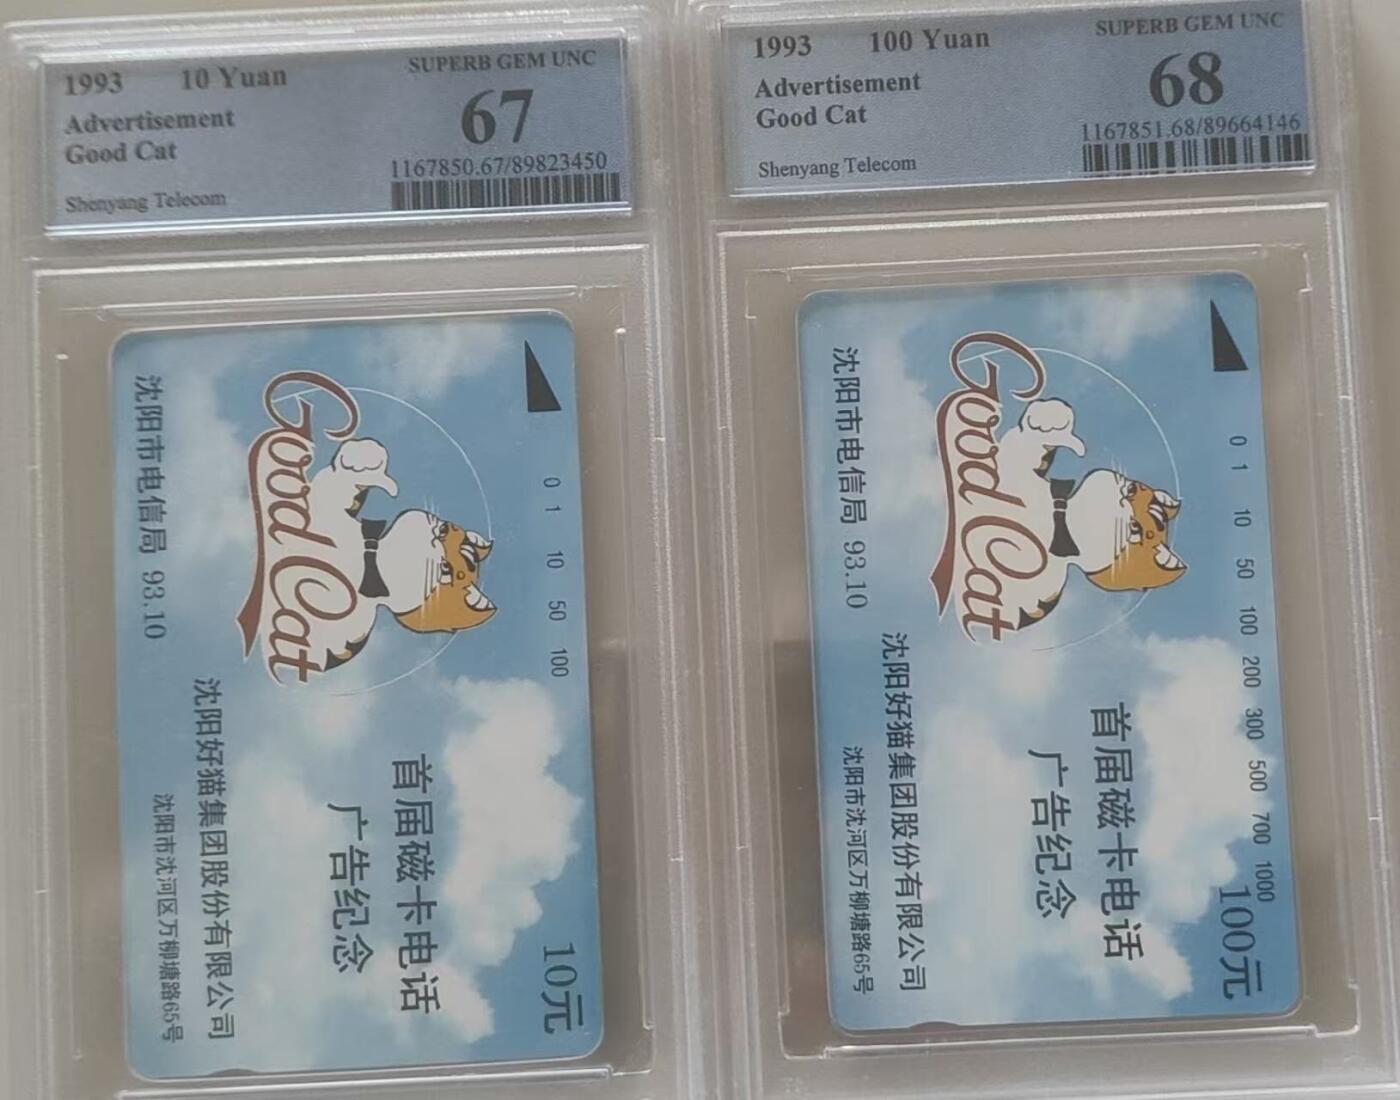 1993 10 Yuan
Advertisement
Good Cat
Shenyang Telecom
SUPERB GEM UNC
67
1167850.67/89823450
Good Cat
0 1 10 50 100
10元
首届磁卡电话
广告纪念
沈阳市电信局 93.10
沈阳好猫集团股份有限公司
沈阳市沈河区万柳塘路65号
1993 100 Yuan
Advertisement
Good Cat
Shenyang Telecom
SUPERB GEM UNC
68
1167851.68/89664146
Good Cat
0 1 10 50 100 200 300 500 700 1000
100元
首届磁卡电话
广告纪念
沈阳市电信局 93.10
沈阳好猫集团股份有限公司
沈阳市沈河区万柳塘路65号